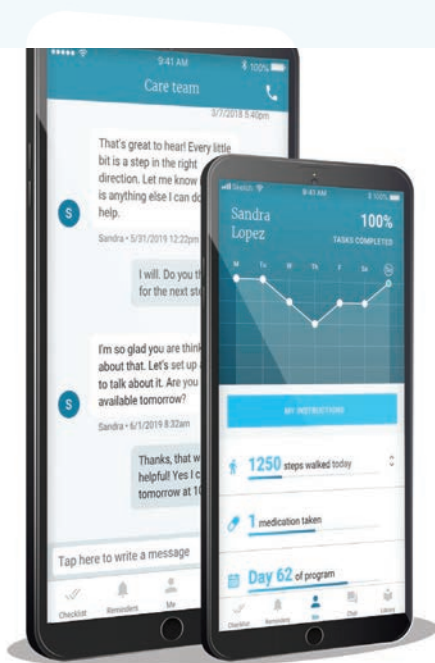 9:41 AM
100%
Care team
3/7/2018 5:40pm
That's great to hear! Every little
bit is a step in the right
direction. Let me know
is anything else I can do
help.
S
Sandra • 5/31/2019 12:22pm
I will. Do you
for the next
I'm so glad you are
about that. Let's set up
to talk about it. Are you
available tomorrow?
S
Sandra • 6/1/2019 8:32am
Thanks, that
helpful! Yes I
tomorrow at
Tap here to write a message
Checklist
Reminders
Me
Sketch
9:41 AM
100%
Sandra
Lopez
100%
TASKS COMPLETED
M Tu W Th F Sa Su
MY INSTRUCTIONS
1250 steps walked today
1 medication taken
Day 62 of program
Checklist
Reminders
Me
Chat
Library